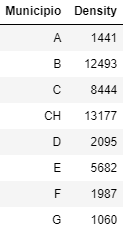 Municipio Density
A 1441
B 12493
C 8444
CH 13177
D 2095
E 5682
F 1987
G 1060